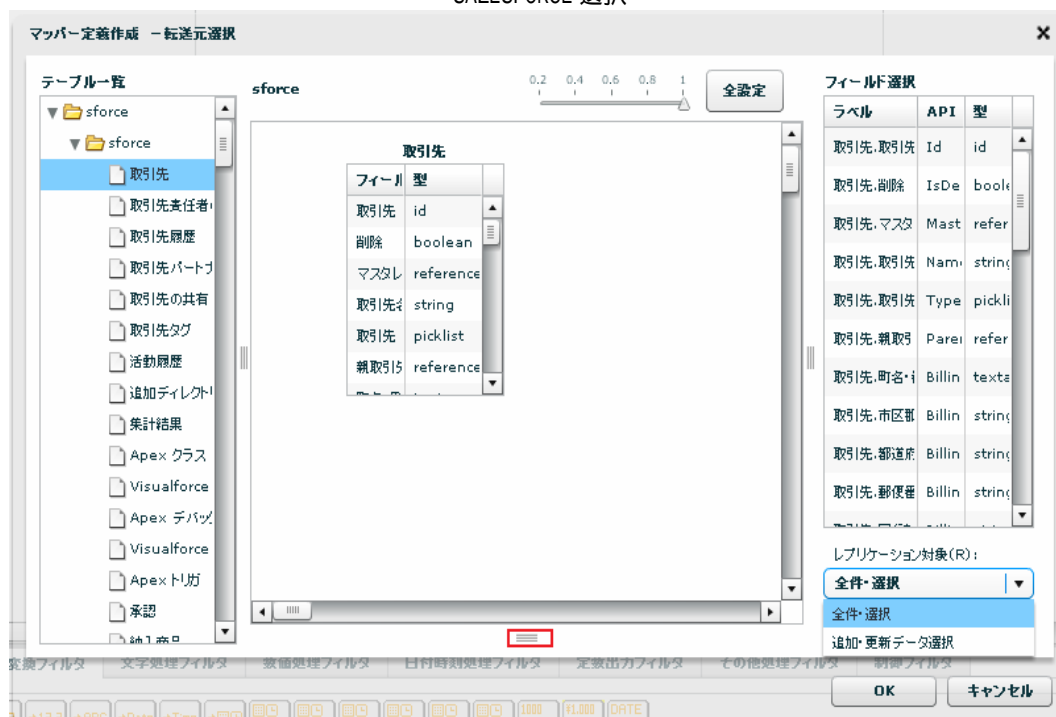 SALESFORCE 選択
マッパー定義作成 －転送元選択
テーブル一覧
sforce
sforce
取引先
取引先責任者
取引先履歴
取引先パートナ
取引先の共有
取引先タグ
活動履歴
追加ディレクトリ
集計結果
Apex クラス
Visualforce
Apex デバッグ
Visualforce
Apex トリガ
承認
納入商品
sforce
0.2 0.4 0.6 0.8 1
全設定
取引先
フィール 型
取引先 id
削除 boolean
マスタレ reference
取引先名 string
取引先 picklist
親取引先 reference
フィールド選択
ラベル API 型
取引先.取引先 Id id
取引先.削除 IsDe boole
取引先.マスタ Mast refer
取引先.取引先 Nam string
取引先.取引先 Type pickli
取引先.親取引 Parei refer
取引先.町名・ Billin texta
取引先.市区郡 Billin string
取引先.都道府 Billin string
取引先.郵便番 Billin string
レプリケーション対象(R):
全件・選択
全件・選択
追加・更新データ選択
変換フィルタ 文字処理フィルタ 数値処理フィルタ 日付時刻処理フィルタ 定数出力フィルタ その他処理フィルタ 制御フィルタ
OK キャンセル
DATE